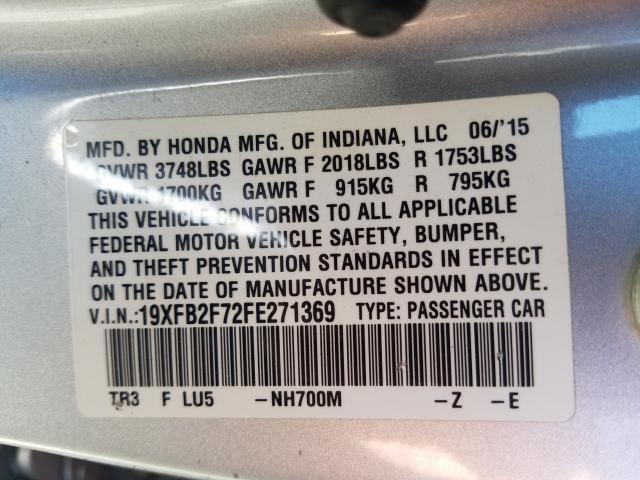 MFD. BY HONDA MFG. OF INDIANA, LLC 06/'15
GVWR 3748LBS GAWR F 2018LBS R 1753LBS
GVWR 1700KG GAWR F 915KG R 795KG
THIS VEHICLE CONFORMS TO ALL APPLICABLE
FEDERAL MOTOR VEHICLE SAFETY, BUMPER,
AND THEFT PREVENTION STANDARDS IN EFFECT
ON THE DATE OF MANUFACTURE SHOWN ABOVE.
V.I.N.:19XFB2F72FE271369 TYPE: PASSENGER CAR
TR3 F LU5 -NH700M -Z -E